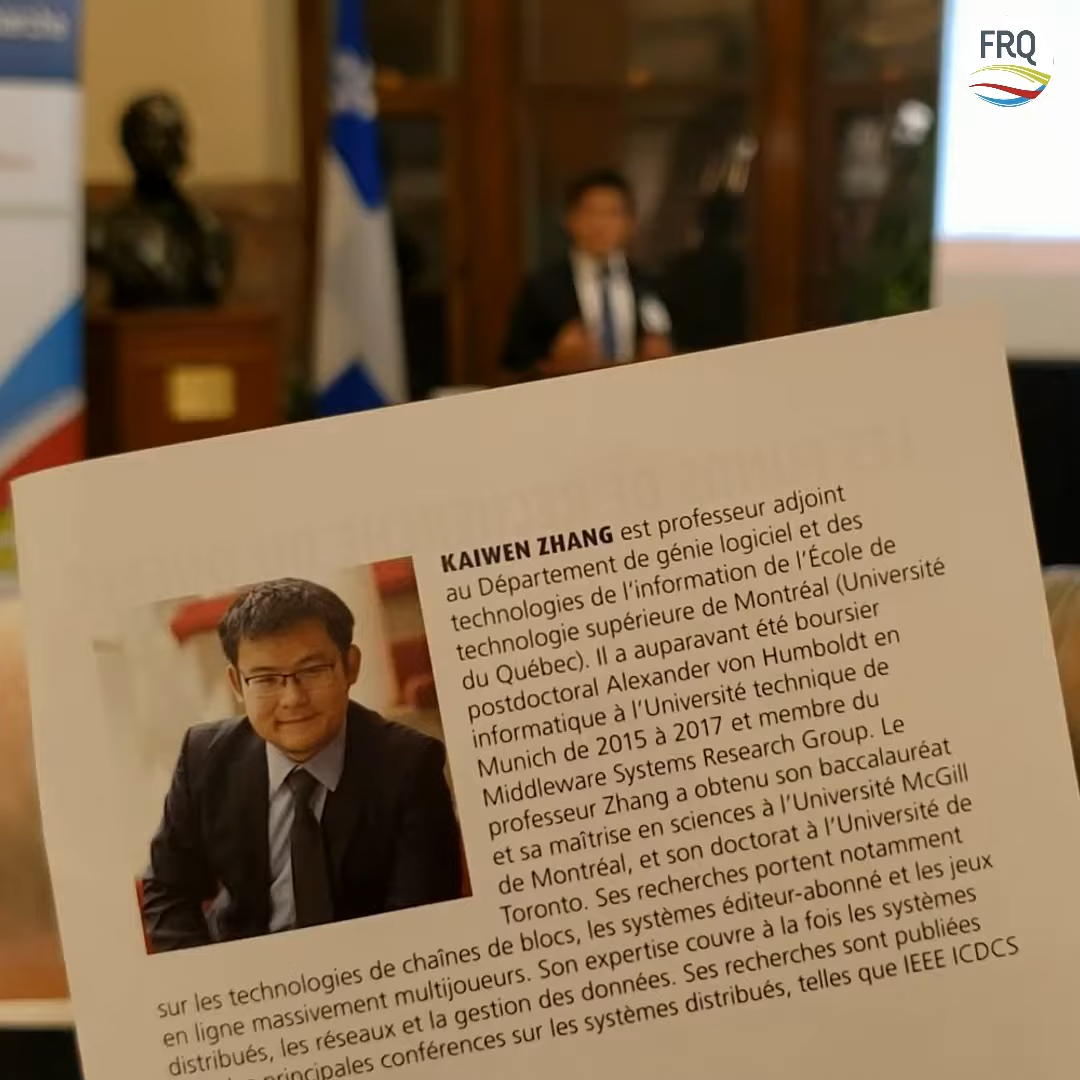 FRQ
KAIWEN ZHANG est professeur adjoint
au Département de génie logiciel et des
technologies de l'information de l'École de
technologie supérieure de Montréal (Université
du Québec). Il a auparavant été boursier
postdoctoral Alexander von Humboldt en
informatique à l'Université technique de
Munich de 2015 à 2017 et membre du
Middleware Systems Research Group. Le
professeur Zhang a obtenu son baccalauréat
et sa maîtrise en sciences à l'Université McGill
de Montréal, et son doctorat à l'Université de
Toronto. Ses recherches portent notamment
sur les technologies de chaînes de blocs, les systèmes éditeur-abonné et les jeux
en ligne massivement multijoueurs. Son expertise couvre à la fois les systèmes
distribués, les réseaux et la gestion des données. Ses recherches sont publiées
principales conférences sur les systèmes distribués, telles que IEEE ICDCS